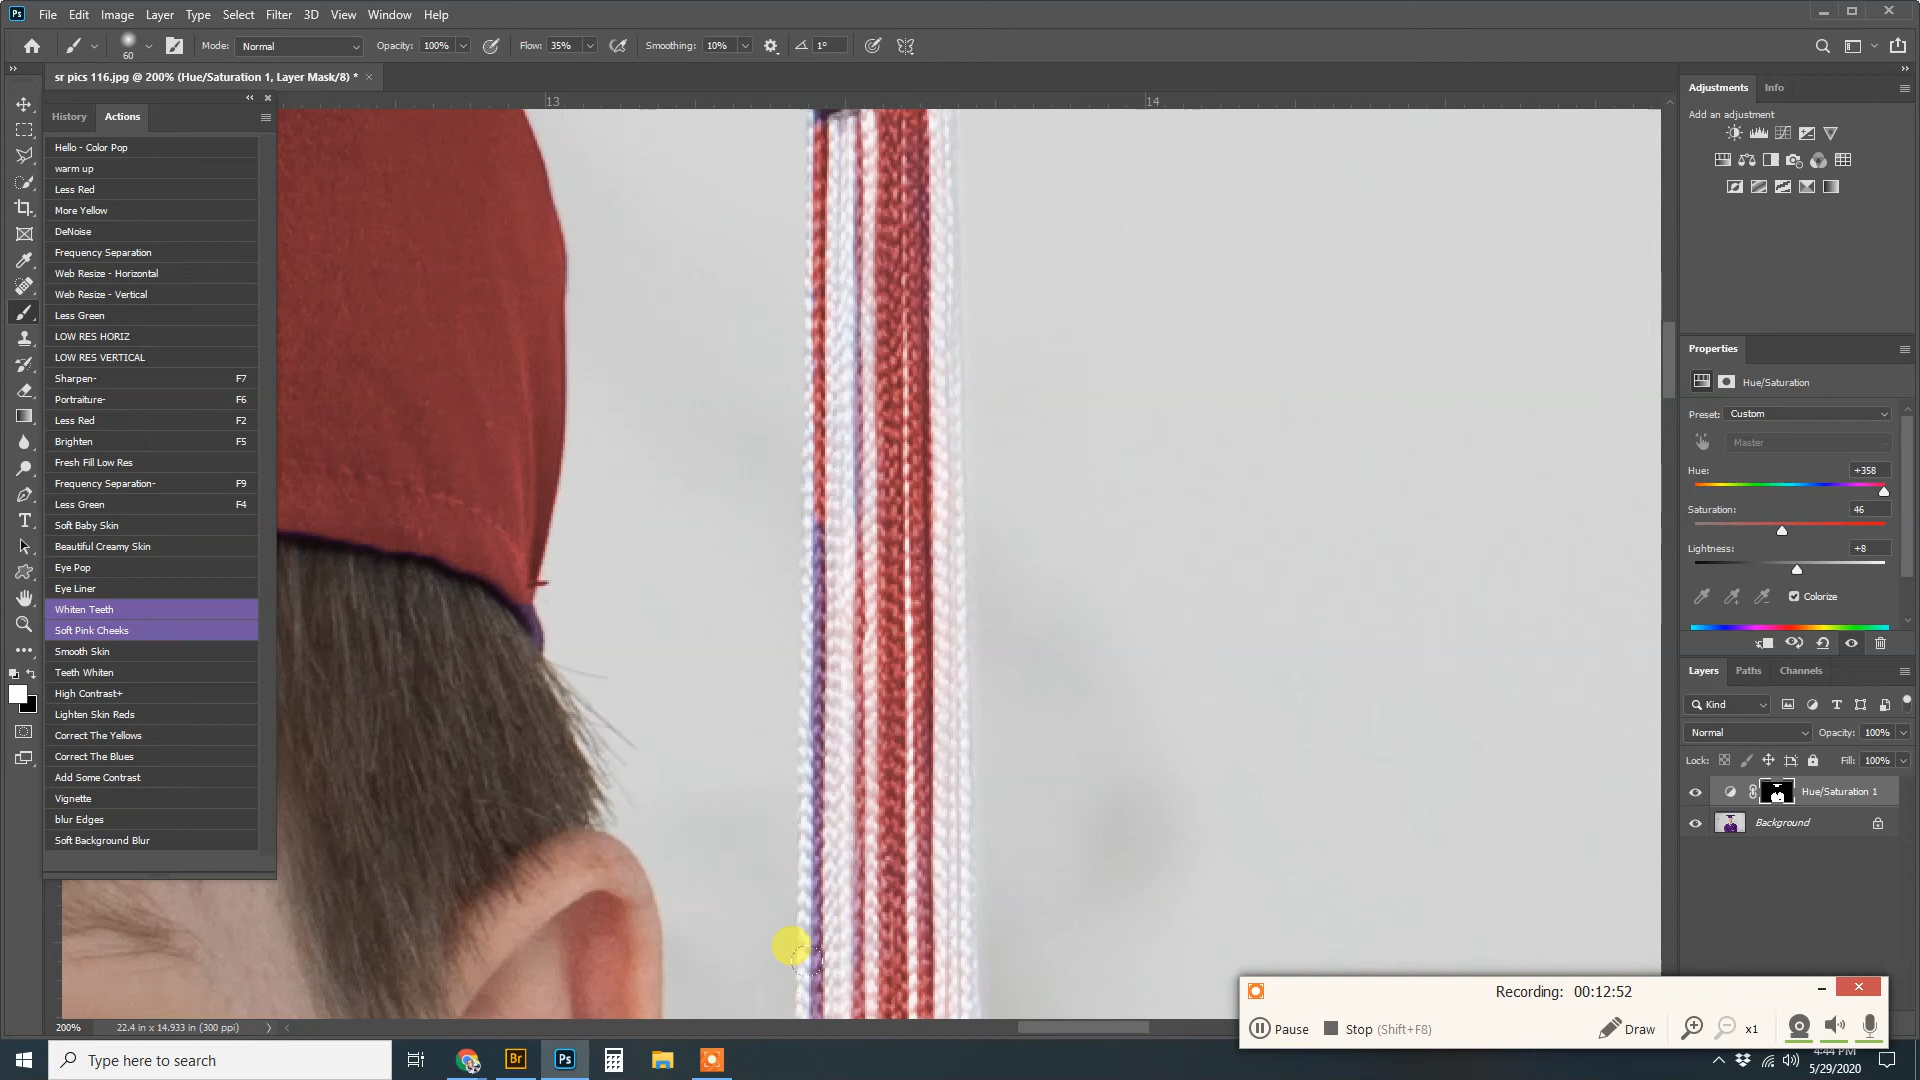 Ps File Edit Image Layer Type Select Filter 3D View Window Help
60 Mode: Normal Opacity: 100% Flow: 35% Smoothing: 10% 1°
sr pics 116.jpg @ 200% (Hue/Saturation 1, Layer Mask/8) *
History Actions
Hello - Color Pop
warm up
Less Red
More Yellow
DeNoise
Frequency Separation
Web Resize - Horizontal
Web Resize - Vertical
Less Green
LOW RES HORIZ
LOW RES VERTICAL
Sharpen- F7
Portraiture- F6
Less Red F2
Brighten F5
Fresh Fill Low Res
Frequency Separation- F9
Less Green F4
Soft Baby Skin
Beautiful Creamy Skin
Eye Pop
Eye Liner
Whiten Teeth
Soft Pink Cheeks
Smooth Skin
Teeth Whiten
High Contrast+
Lighten Skin Reds
Correct The Yellows
Correct The Blues
Add Some Contrast
Vignette
blur Edges
Soft Background Blur
13 14
Adjustments Info
Add an adjustment
Properties
Hue/Saturation
Preset: Custom
Master
Hue: +358
Saturation: 46
Lightness: +8
Colorize
Layers Paths Channels
Kind
Normal Opacity: 100%
Lock: Fill: 100%
Hue/Saturation 1
Background
Recording: 00:12:52
Pause Stop (Shift+F8) Draw x1
200% 22.4 in x 14.933 in (300 ppi)
Type here to search
Br Ps
4:44 PM
5/29/2020